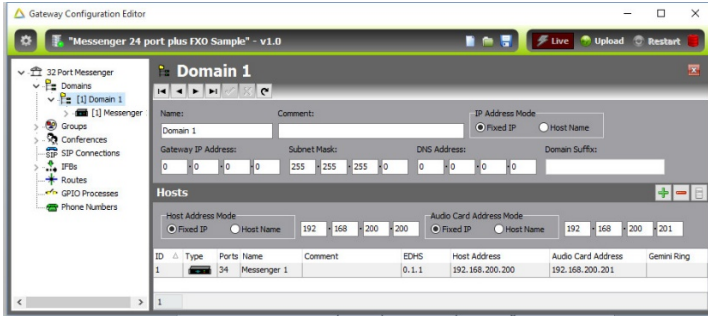 Gateway Configuration Editor
"Messenger 24 port plus FXO Sample" - v1.0
Live Upload Restart
32 Port Messenger
Domains
[1] Domain 1
[1] Messenger
Groups
Conferences
SIP SIP Connections
IFBs
Routes
GPIO Processes
Phone Numbers
Domain 1
Name: Comment: IP Address Mode
Domain 1 Fixed IP Host Name
Gateway IP Address: Subnet Mask: DNS Address: Domain Suffix:
0 . 0 . 0 . 0 255 . 255 . 255 . 0 0 . 0 . 0 . 0
Hosts
Host Address Mode Audio Card Address Mode
Fixed IP Host Name 192 . 168 . 200 . 200 Fixed IP Host Name 192 . 168 . 200 . 201
ID Type Ports Name Comment EDHS Host Address Audio Card Address Gemini Ring
1 34 Messenger 1 0.1.1 192.168.200.200 192.168.200.201
1